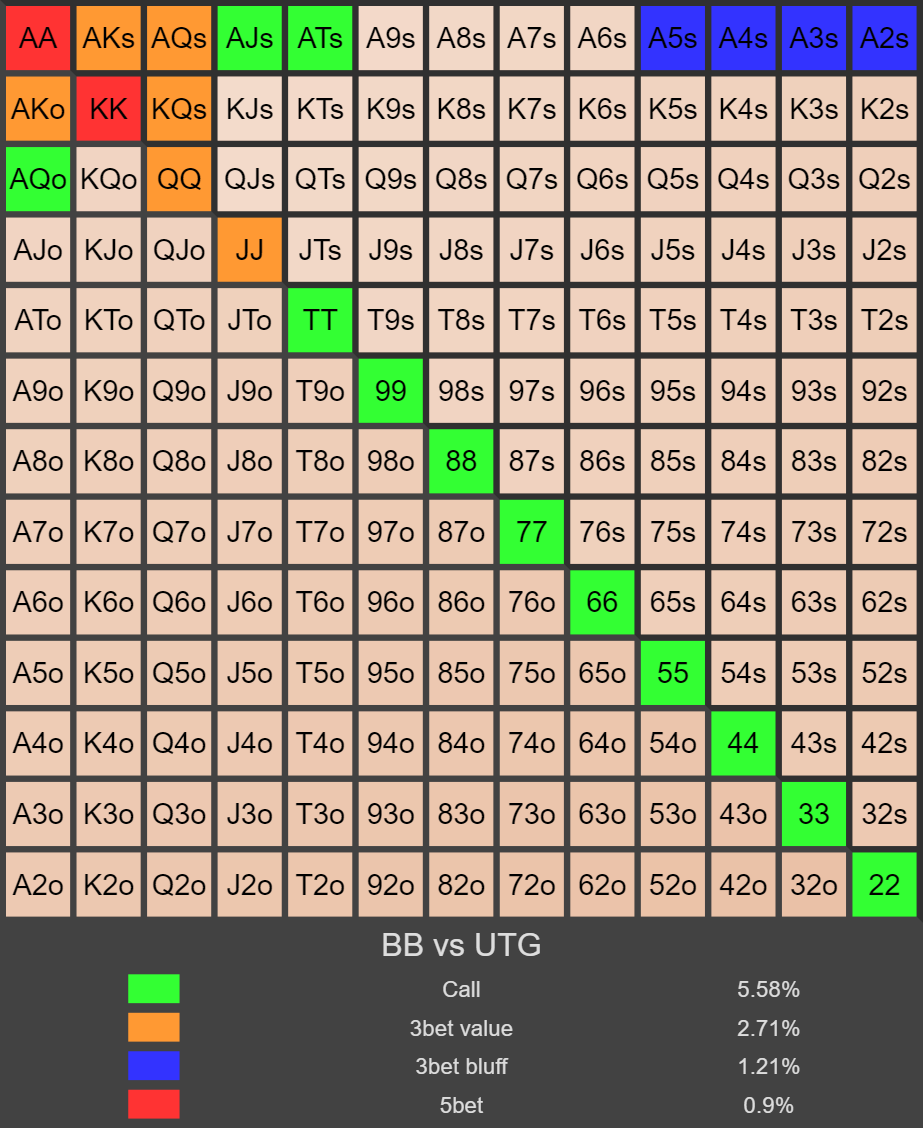 AA AKs AQs AJs ATs A9s A8s A7s A6s A5s A4s A3s A2s
AKo KK KQs KJs KTs K9s K8s K7s K6s K5s K4s K3s K2s
AQo KQo QQ QJs QTs Q9s Q8s Q7s Q6s Q5s Q4s Q3s Q2s
AJo KJo QJo JJ JTs J9s J8s J7s J6s J5s J4s J3s J2s
ATo KTo QTo JTo TT T9s T8s T7s T6s T5s T4s T3s T2s
A9o K9o Q9o J9o T9o 99 98s 97s 96s 95s 94s 93s 92s
A8o K8o Q8o J8o T8o 98o 88 87s 86s 85s 84s 83s 82s
A7o K7o Q7o J7o T7o 97o 87o 77 76s 75s 74s 73s 72s
A6o K6o Q6o J6o T6o 96o 86o 76o 66 65s 64s 63s 62s
A5o K5o Q5o J5o T5o 95o 85o 75o 65o 55 54s 53s 52s
A4o K4o Q4o J4o T4o 94o 84o 74o 64o 54o 44 43s 42s
A3o K3o Q3o J3o T3o 93o 83o 73o 63o 53o 43o 33 32s
A2o K2o Q2o J2o T2o 92o 82o 72o 62o 52o 42o 32o 22
BB vs UTG
Call 5.58%
3bet value 2.71%
3bet bluff 1.21%
5bet 0.9%